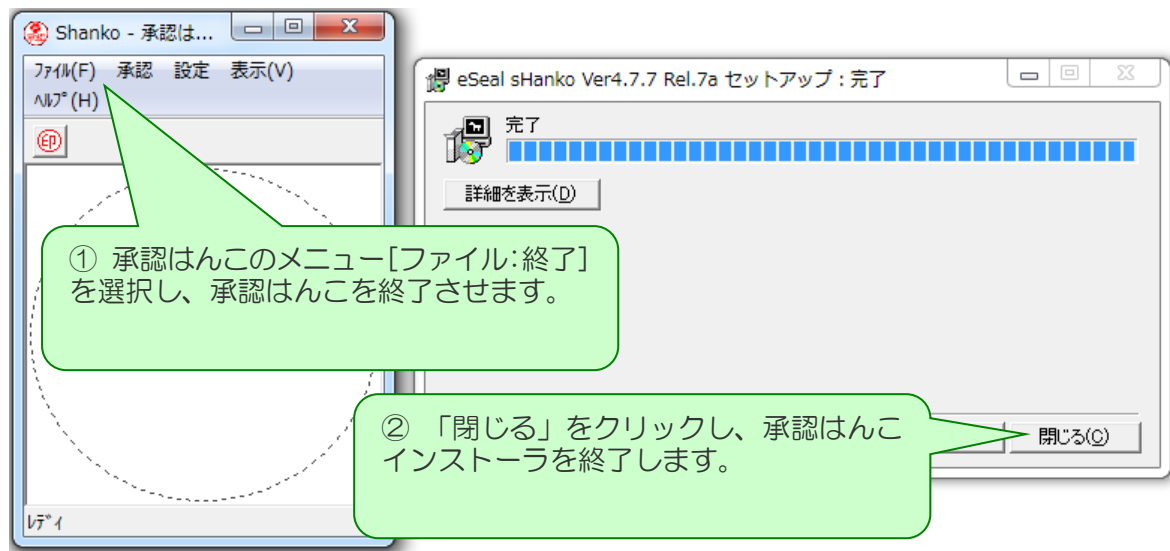 Shanko - 承認は...
ﾌｧｲﾙ(F) 承認 設定 表示(V)
ﾍﾙﾌﾟ(H)
印
① 承認はんこのメニュー[ファイル:終了]
を選択し、承認はんこを終了させます。
ﾚﾃﾞｨ
eSeal sHanko Ver4.7.7 Rel.7a セットアップ : 完了
完了
詳細を表示(D)
② 「閉じる」をクリックし、承認はんこ
インストーラを終了します。
閉じる(C)